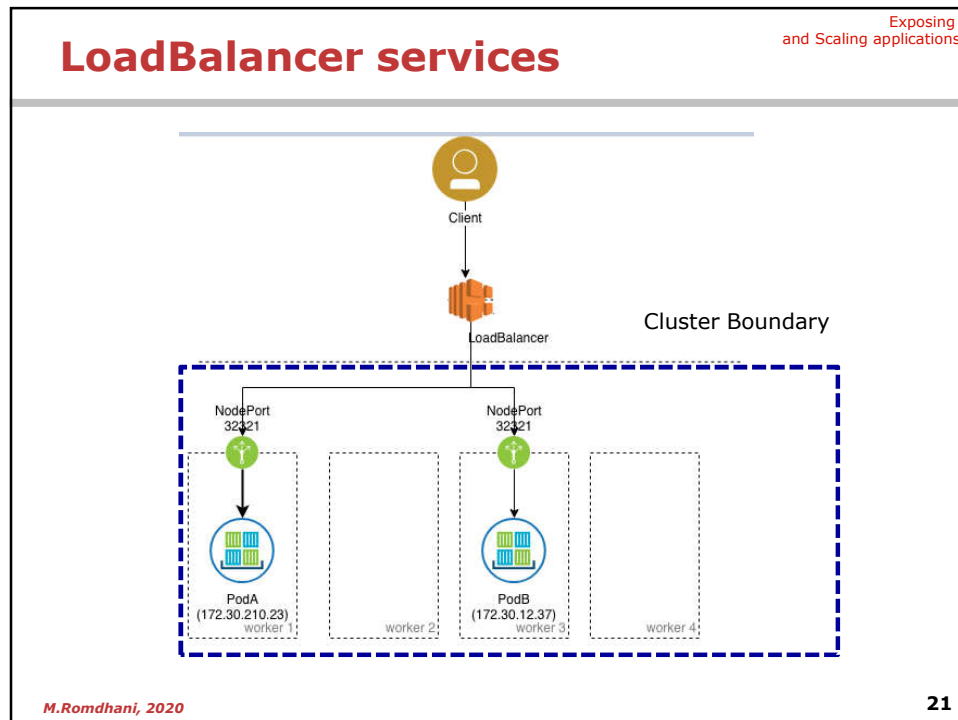 Exposing
and Scaling applications
LoadBalancer services
Client
LoadBalancer
Cluster Boundary
NodePort
32321
NodePort
32321
PodA
(172.30.210.23)
worker 1
worker 2
PodB
(172.30.12.37)
worker 3
worker 4
M.Romdhani, 2020
21